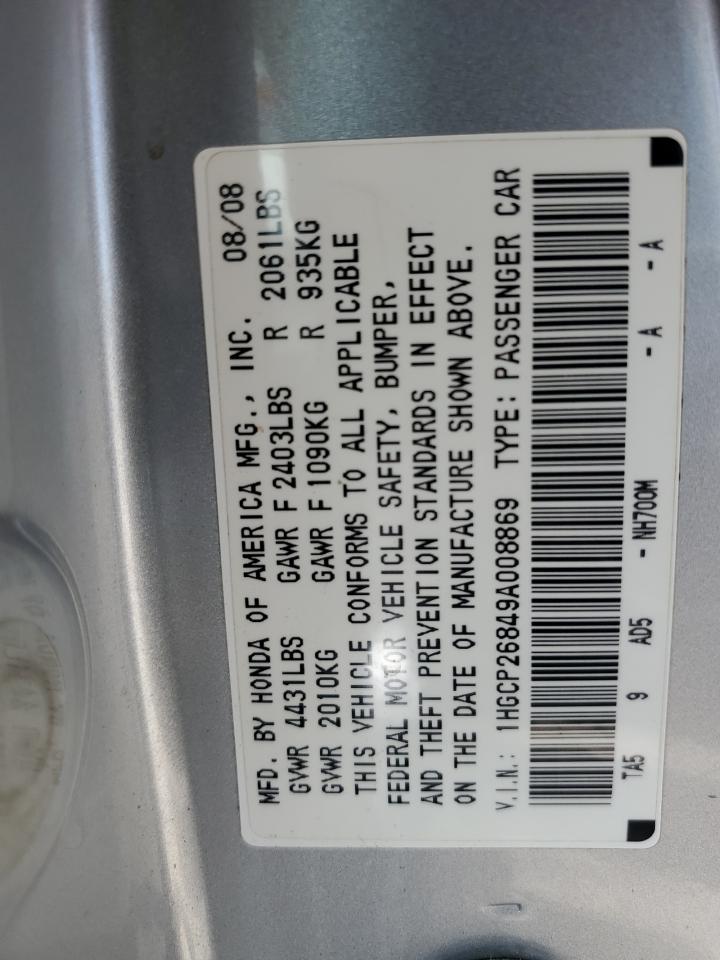 MFD. BY HONDA OF AMERICA MFG., INC. 08/08
GVWR 4431LBS GAWR F 2403LBS R 2061LBS
GVWR 2010KG GAWR F 1090KG R 935KG
THIS VEHICLE CONFORMS TO ALL APPLICABLE
FEDERAL MOTOR VEHICLE SAFETY, BUMPER,
AND THEFT PREVENTION STANDARDS IN EFFECT
ON THE DATE OF MANUFACTURE SHOWN ABOVE.
V.I.N.: 1HGCP26849A008869 TYPE: PASSENGER CAR
TA5 9 AD5 - NH700M - A - A